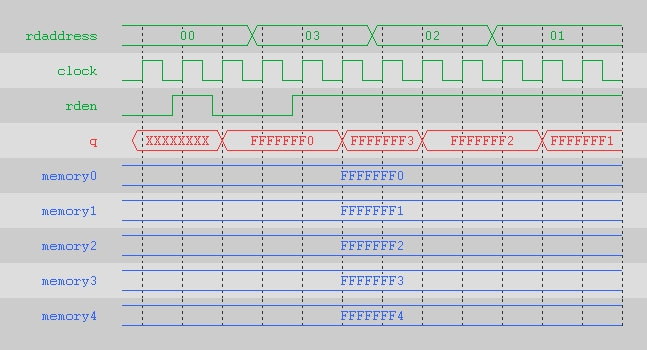 rdaddress 00 03 02 01
clock
rden
q XXXXXXXX FFFFFFF0 FFFFFFF3 FFFFFFF2 FFFFFFF1
memory0 FFFFFFF0
memory1 FFFFFFF1
memory2 FFFFFFF2
memory3 FFFFFFF3
memory4 FFFFFFF4